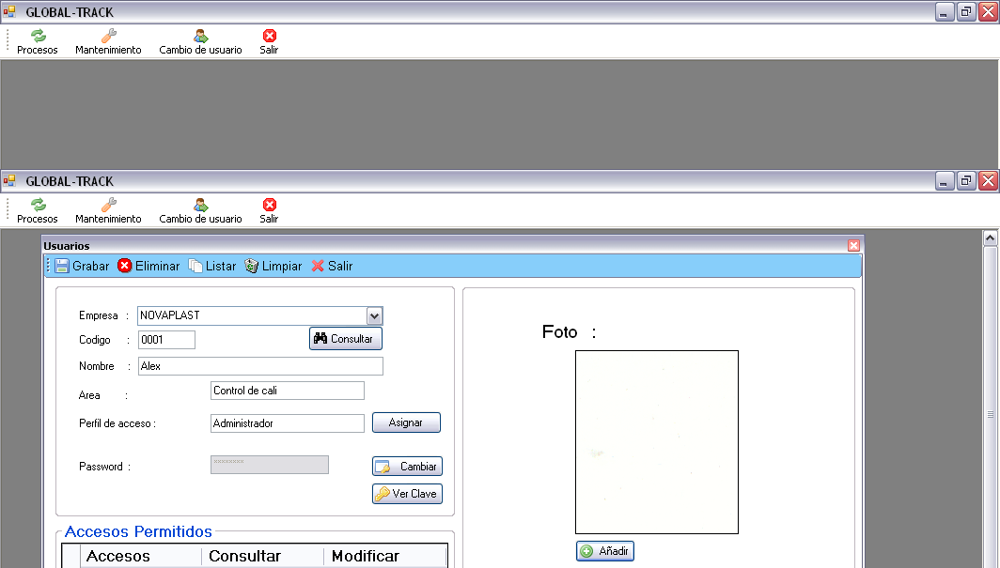 GLOBAL-TRACK
Procesos Mantenimiento Cambio de usuario Salir
GLOBAL-TRACK
Procesos Mantenimiento Cambio de usuario Salir
Usuarios
Grabar Eliminar Listar Limpiar Salir
Empresa : NOVAPLAST
Codigo : 0001 Consultar
Nombre : Alex
Area : Control de cali
Perfil de acceso : Administrador Asignar
Password : ******** Cambiar
Ver Clave
Foto :
Añadir
Accesos Permitidos
Accesos Consultar Modificar